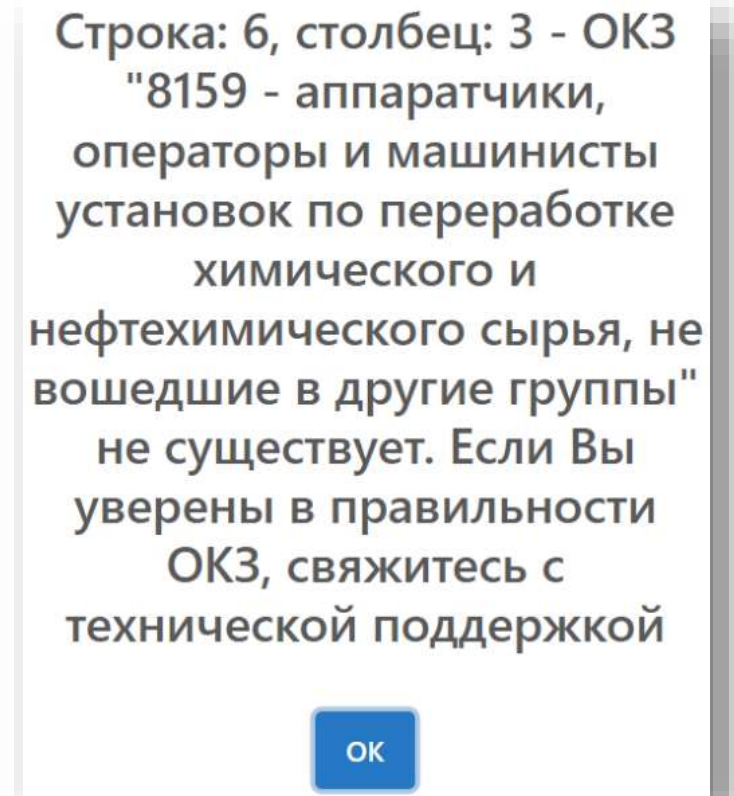 Строка: 6, столбец: 3 - ОКЗ
"8159 - аппаратчики,
операторы и машинисты
установок по переработке
химического и
нефтехимического сырья, не
вошедшие в другие группы"
не существует. Если Вы
уверены в правильности
ОКЗ, свяжитесь с
технической поддержкой
ОК